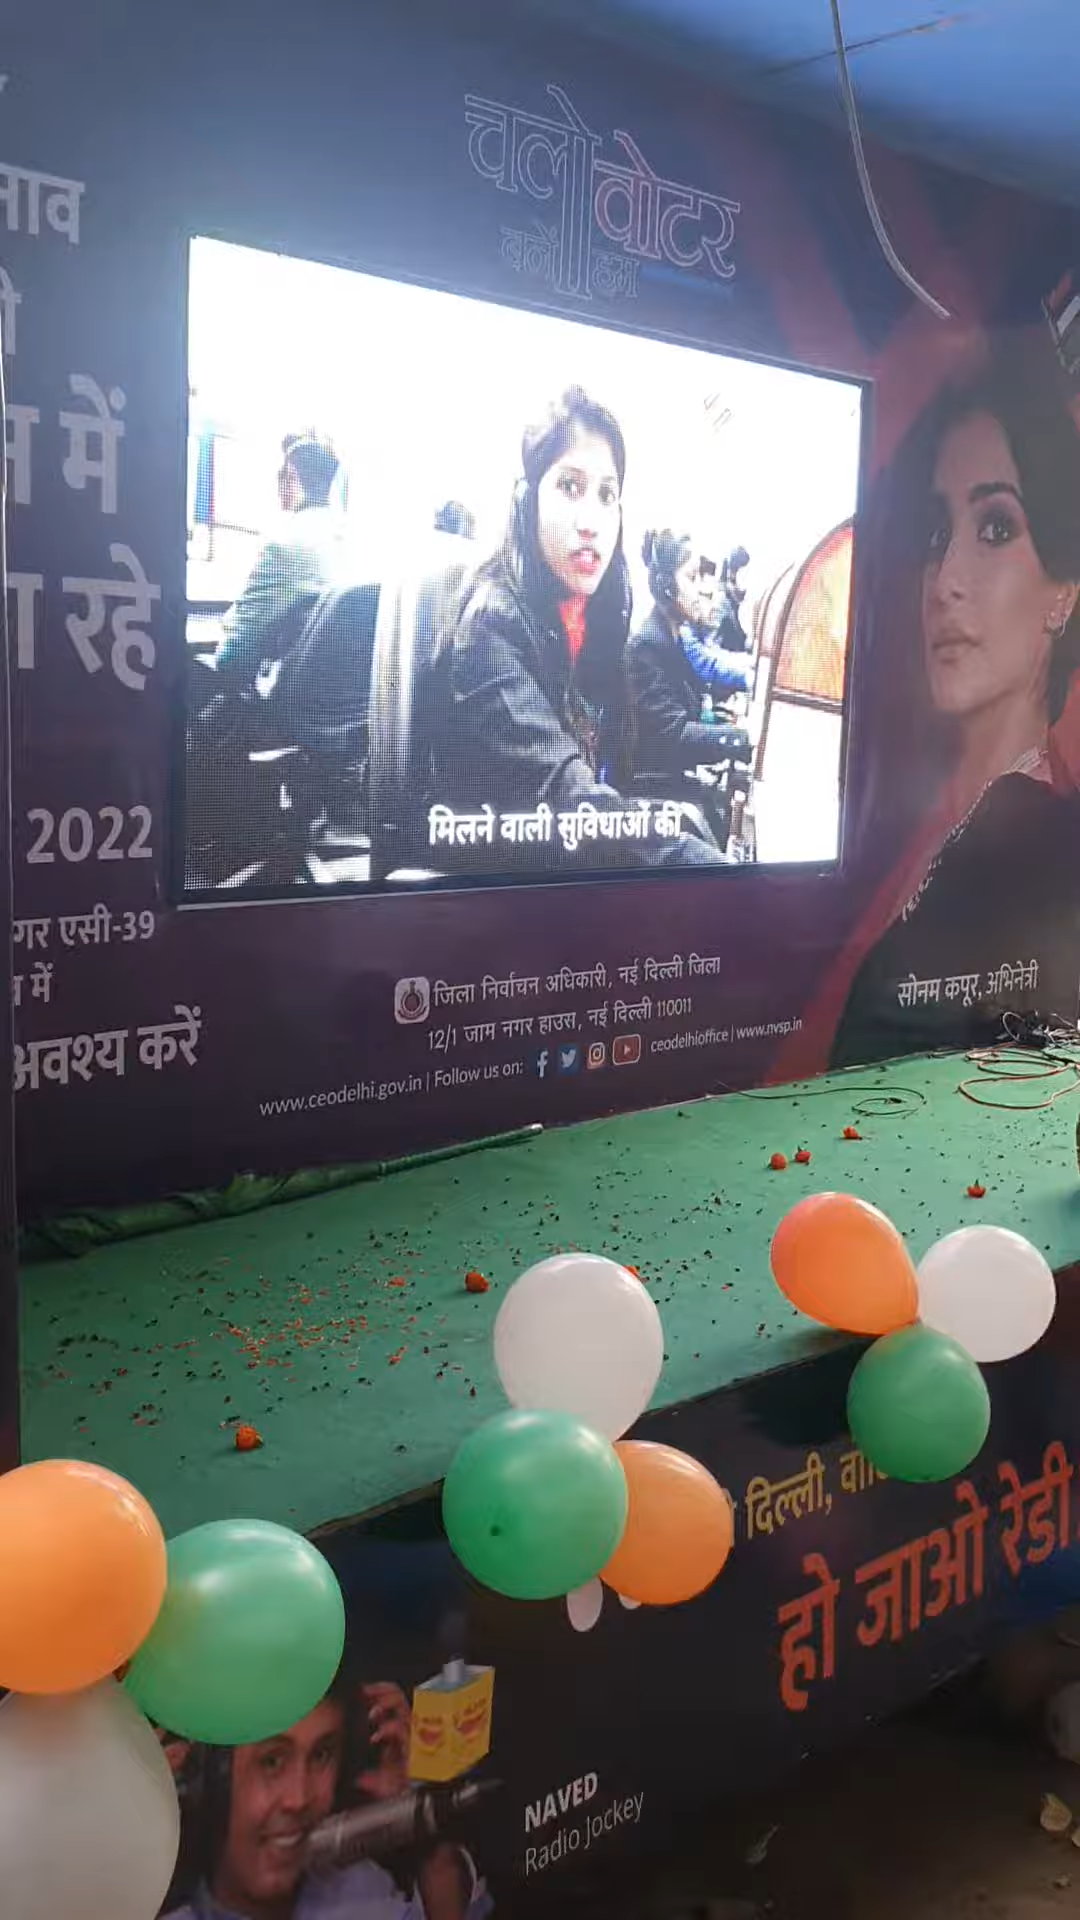 चलो वोटर
बनें हम
में
रहे
2022
एसी-39
में
अवश्य करें
मिलने वाली सुविधाओं की
जिला निर्वाचन अधिकारी, नई दिल्ली जिला
12/1 जाम नगर हाउस, नई दिल्ली 110011
www.ceodelhi.gov.in | Follow us on: ceodelhioffice | www.nvsp.in
सोनम कपूर, अभिनेत्री
दिल्ली,
हो जाओ रेडी
NAVED
Radio Jockey